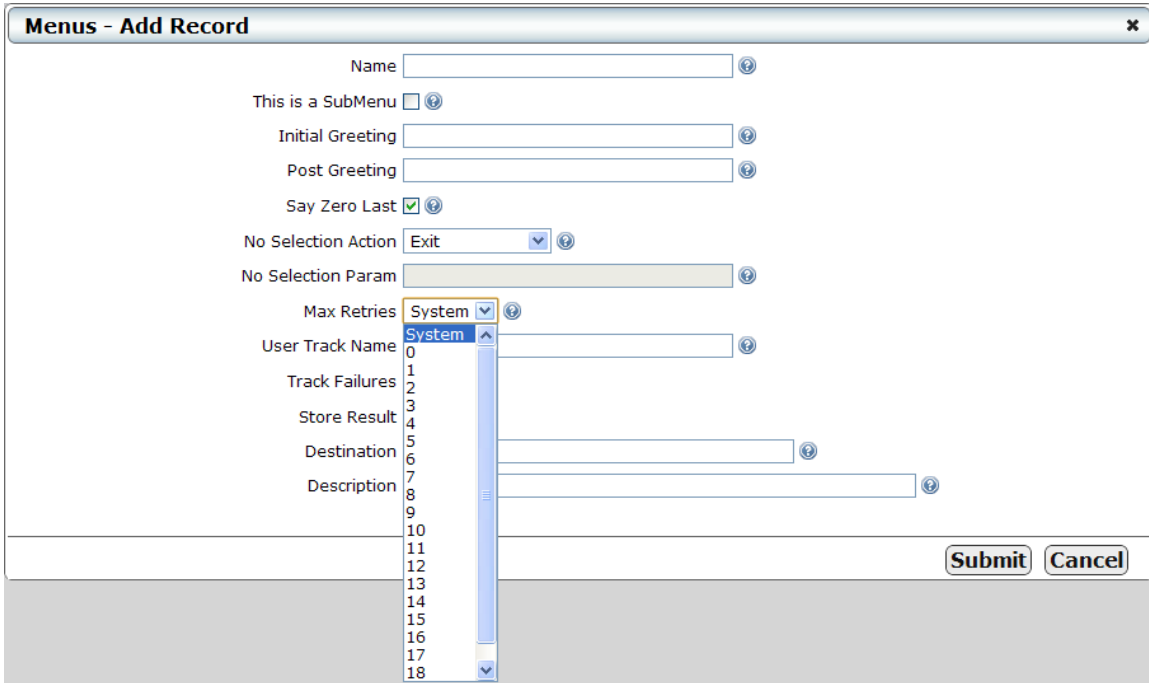 Menus - Add Record
Name
This is a SubMenu
Initial Greeting
Post Greeting
Say Zero Last
No Selection Action Exit
No Selection Param
Max Retries System
System
User Track Name
0
1
Track Failures
2
3
Store Result
4
5
Destination
6
7
Description
8
9
10
11
12
13
14
15
16
17
18
Submit Cancel